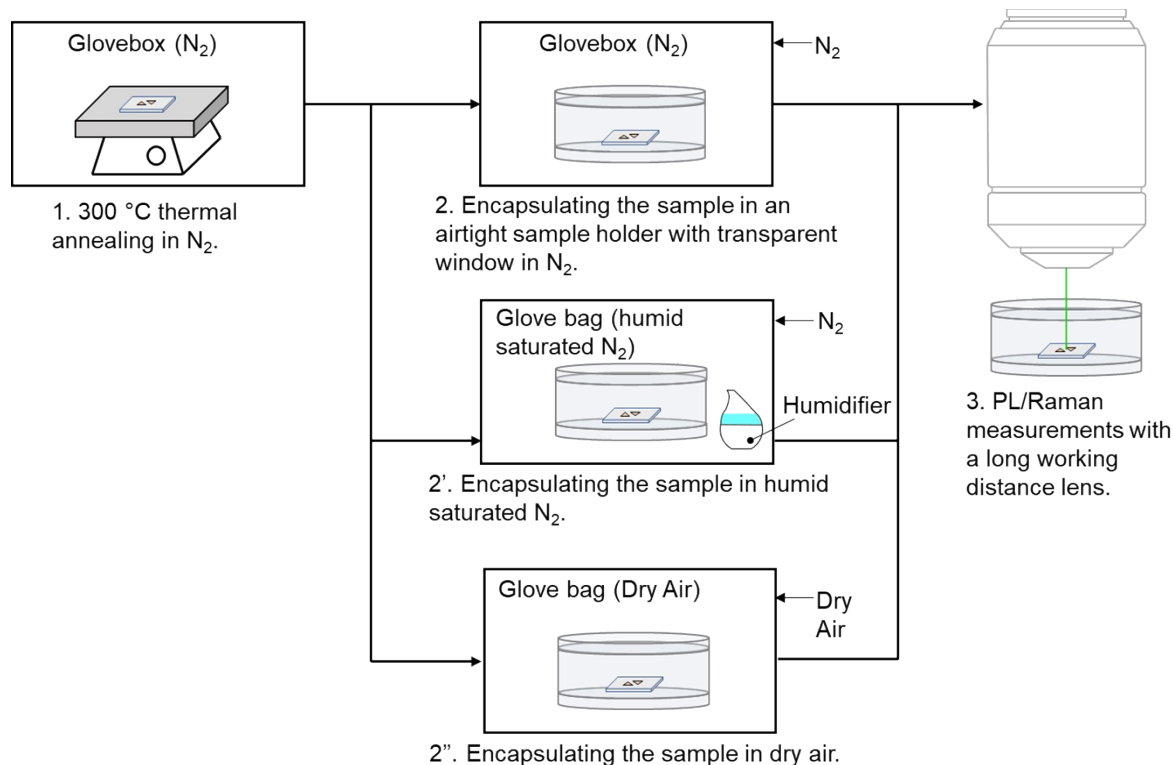 Glovebox (N₂)
1. 300 °C thermal
annealing in N₂.
Glovebox (N₂)
N₂
2. Encapsulating the sample in an
airtight sample holder with transparent
window in N₂.
Glove bag (humid
saturated N₂)
N₂
Humidifier
2'. Encapsulating the sample in humid
saturated N₂.
Glove bag (Dry Air)
Dry
Air
2”. Encapsulating the sample in dry air.
3. PL/Raman
measurements with
a long working
distance lens.